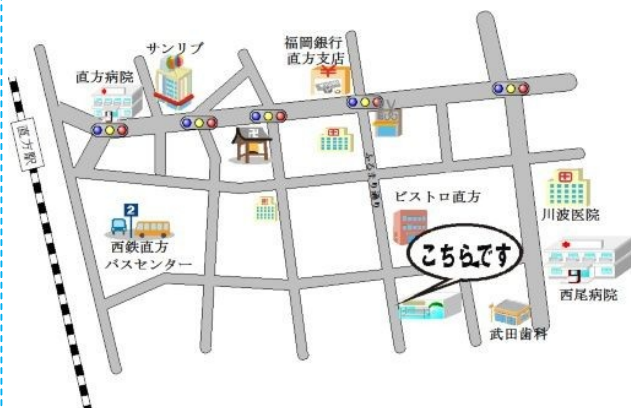 サンリブ
福岡銀行
直方支店
直方病院
卍
直方駅
ビストロ直方
川波医院
2
西鉄直方
バスセンター
こちらです
西尾病院
武田歯科